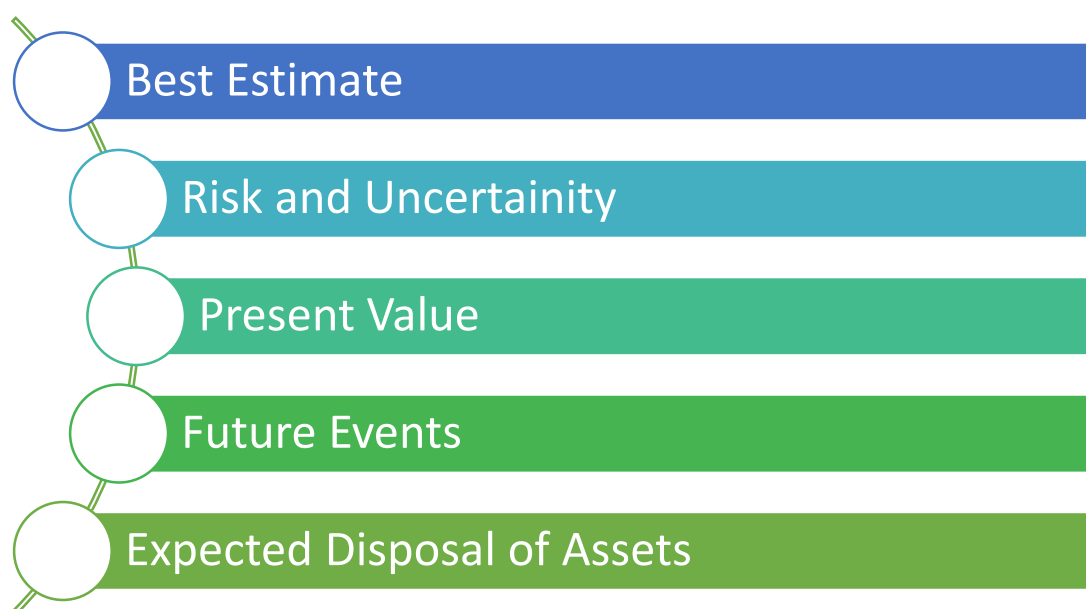 Best Estimate
Risk and Uncertainity
Present Value
Future Events
Expected Disposal of Assets